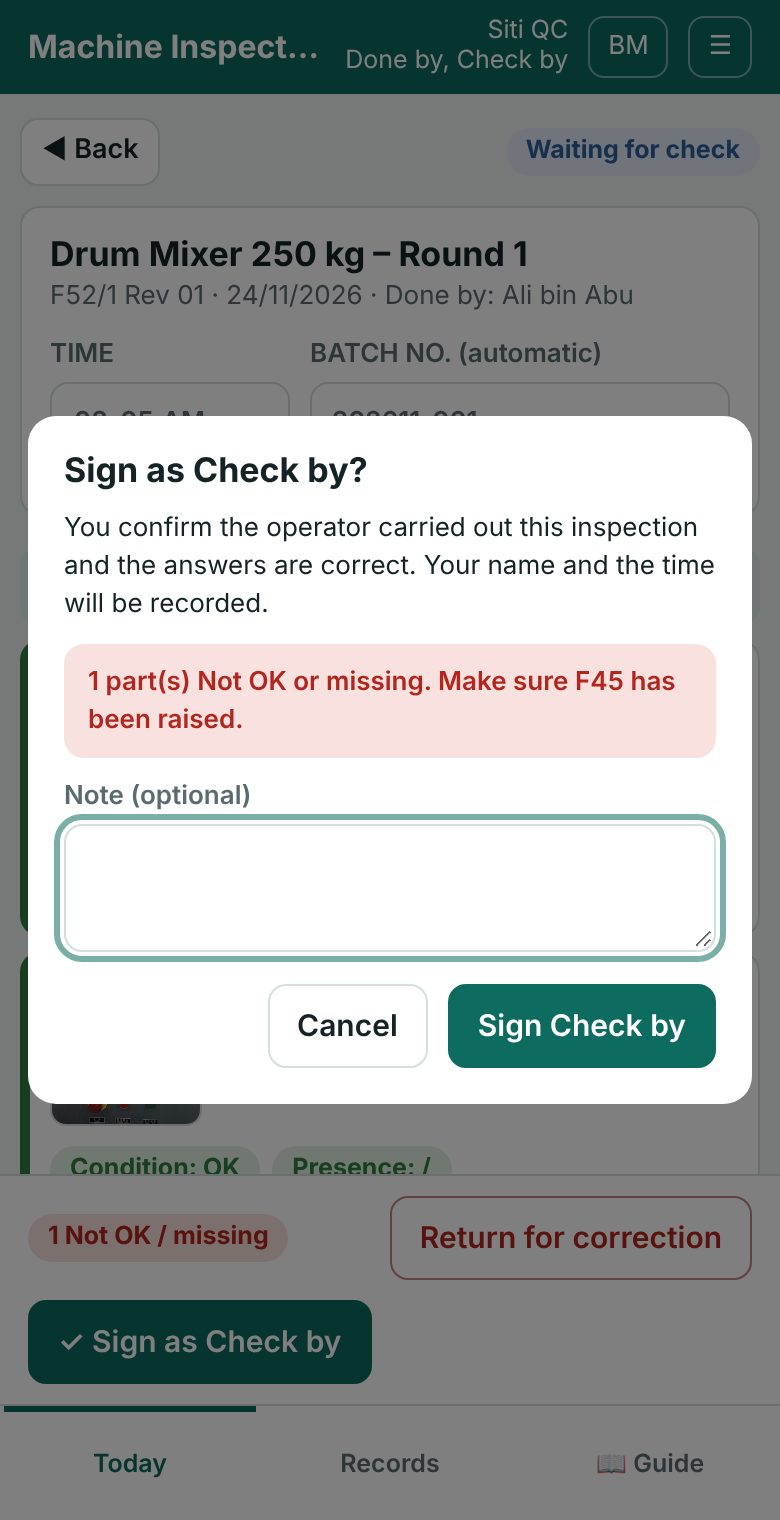 Machine Inspect...
Siti QC
Done by, Check by
BM
☰
◀ Back
Waiting for check
Drum Mixer 250 kg – Round 1
F52/1 Rev 01 · 24/11/2026 · Done by: Ali bin Abu
TIME
BATCH NO. (automatic)
Sign as Check by?
You confirm the operator carried out this inspection
and the answers are correct. Your name and the time
will be recorded.
1 part(s) Not OK or missing. Make sure F45 has
been raised.
Note (optional)
Cancel
Sign Check by
Condition: OK
Presence: /
1 Not OK / missing
Return for correction
✓ Sign as Check by
Today
Records
📖 Guide